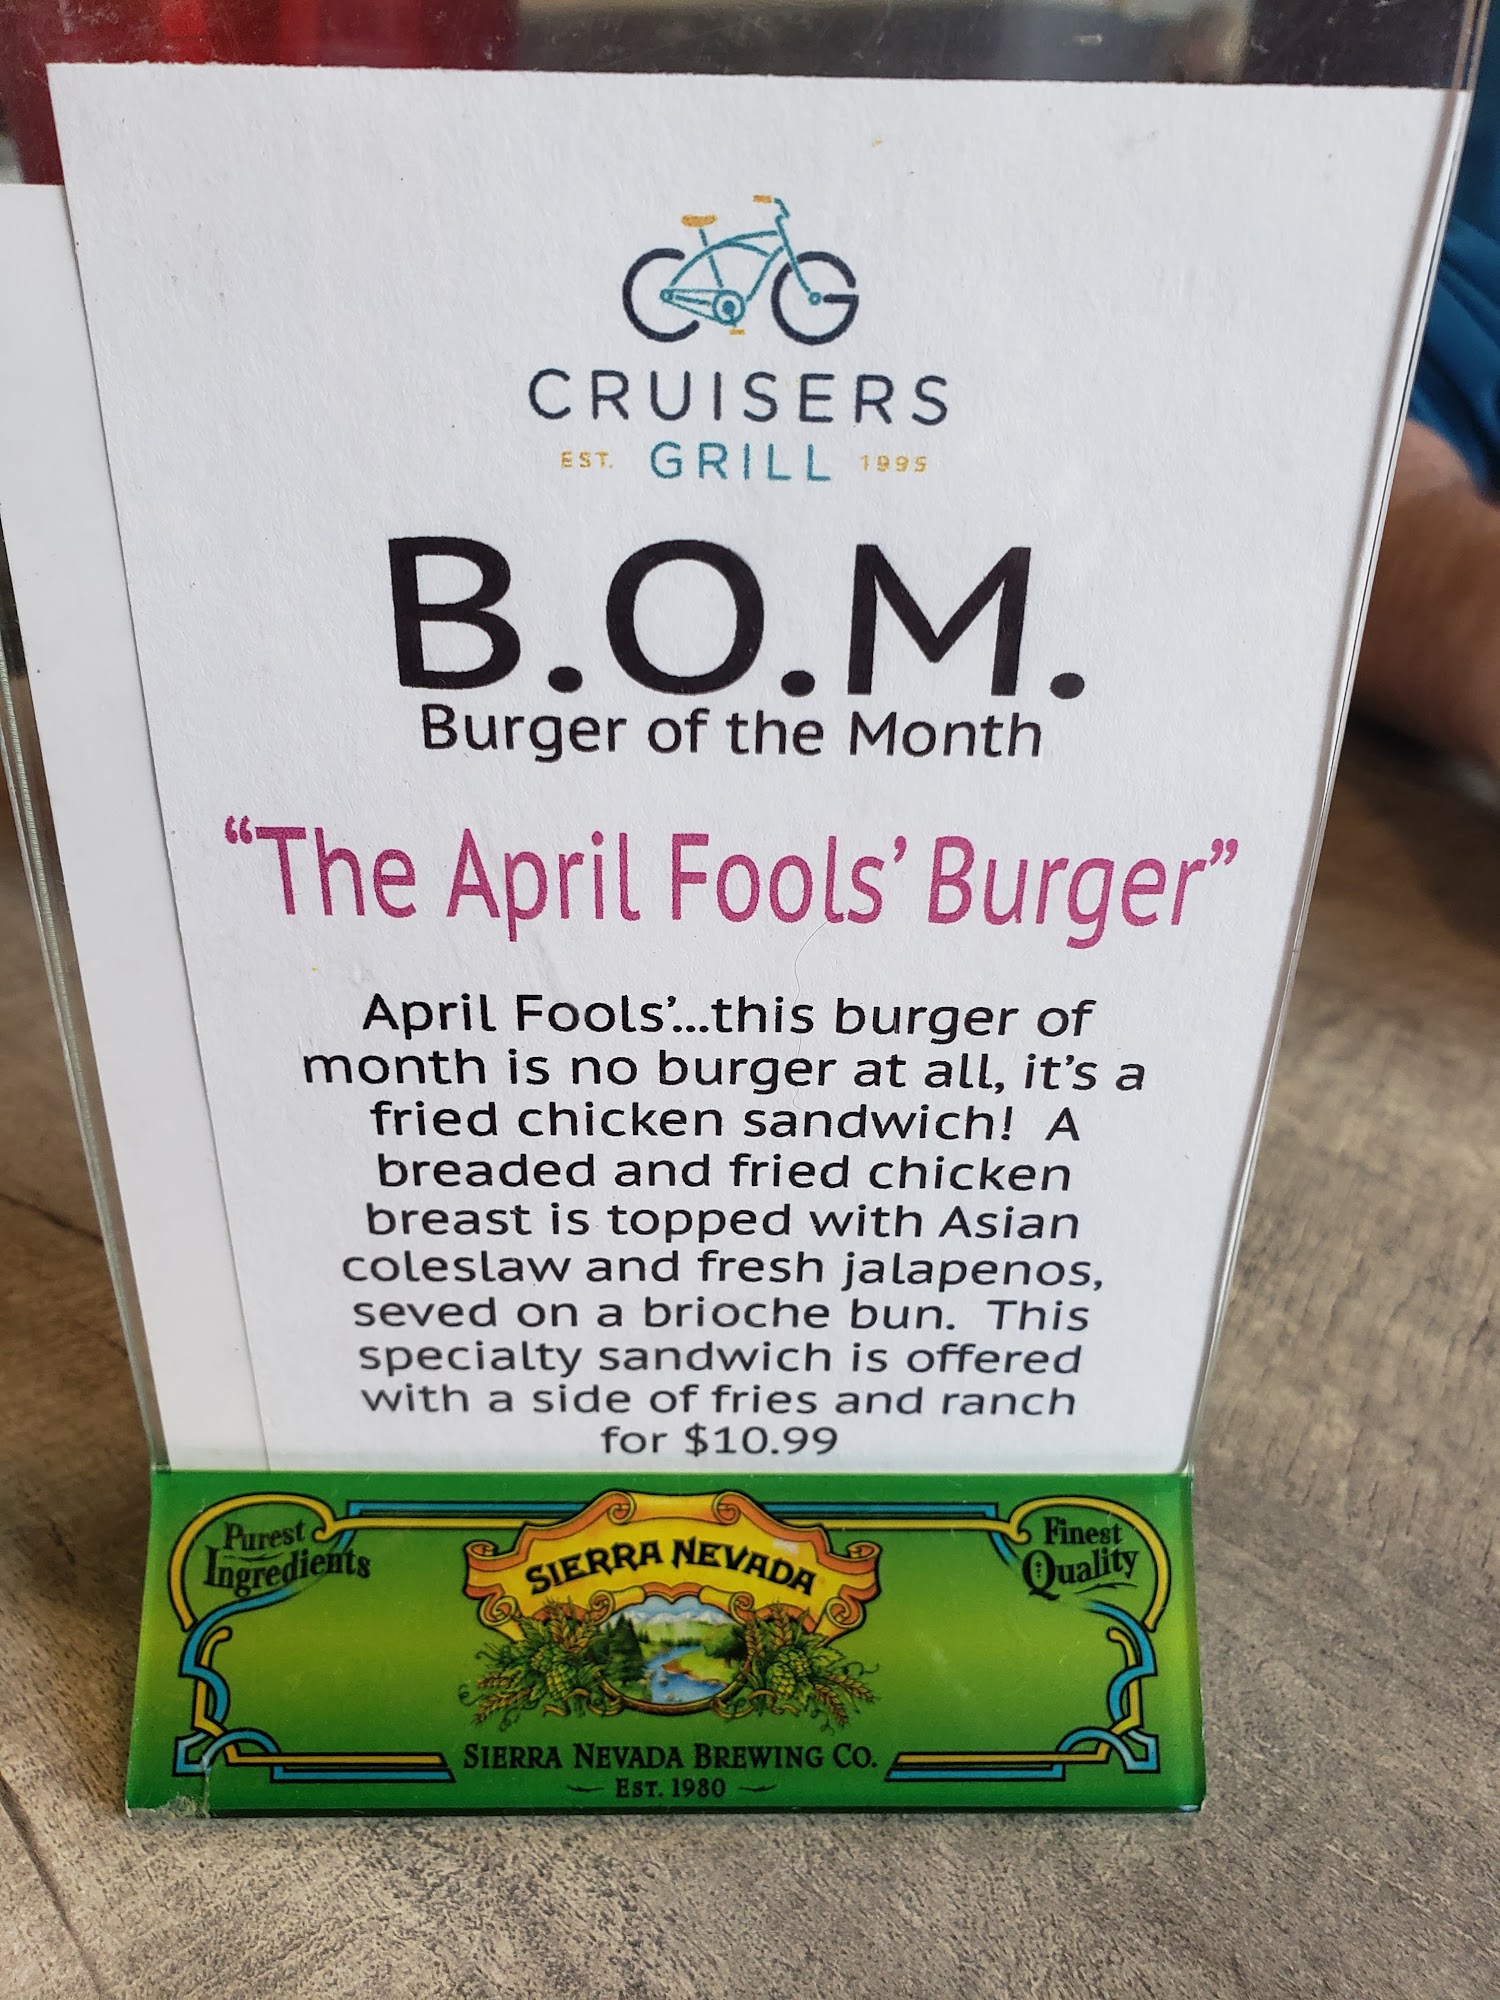 CG
CRUISERS
EST. GRILL 1995
B.O.M.
Burger of the Month
“The April Fools’ Burger”
April Fools’...this burger of
month is no burger at all, it’s a
fried chicken sandwich! A
breaded and fried chicken
breast is topped with Asian
coleslaw and fresh jalapenos,
seved on a brioche bun. This
specialty sandwich is offered
with a side of fries and ranch
for $10.99
Purest
Ingredients
SIERRA NEVADA
Finest
Quality
SIERRA NEVADA BREWING CO.
EST. 1980